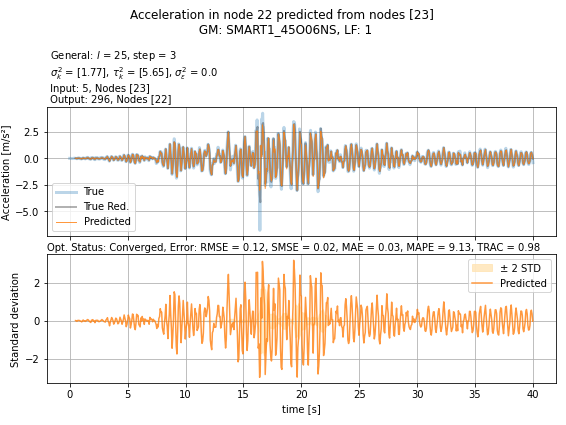 Acceleration in node 22 predicted from nodes [23]
GM: SMART1_45O06NS, LF: 1
General: l = 25, step = 3
σ²ₖ = [1.77], τ²ₖ = [5.65], σ²ₑ = 0.0
Input: 5, Nodes [23]
Output: 296, Nodes [22]
Acceleration [m/s²]
2.5
0.0
−2.5
−5.0
True
True Red.
Predicted
Opt. Status: Converged, Error: RMSE = 0.12, SMSE = 0.02, MAE = 0.03, MAPE = 9.13, TRAC = 0.98
Standard deviation
2
0
−2
± 2 STD
Predicted
0 5 10 15 20 25 30 35 40
time [s]